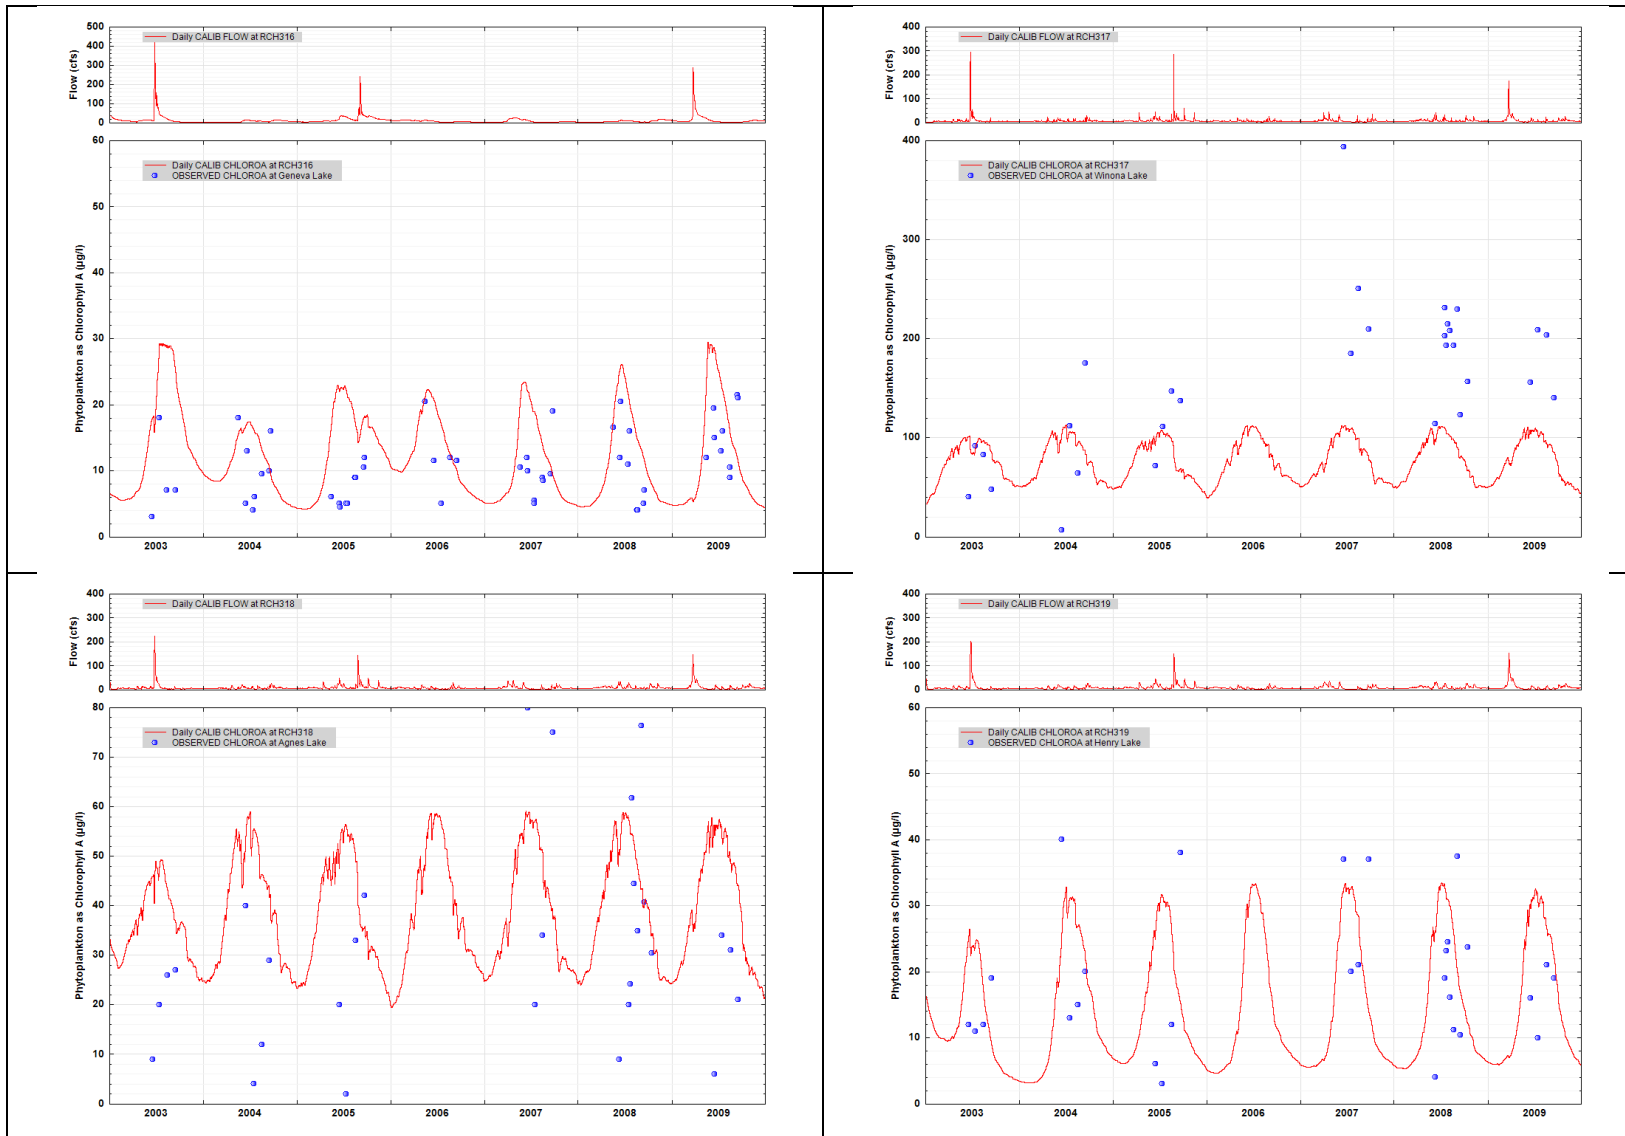 500
400
300
200
100
0
Flow (cfs)
Daily CALIB FLOW at RCH316
60
50
40
30
20
10
0
Phytoplankton as Chlorophyll A (µg/l)
Daily CALIB CHLOROA at RCH316
OBSERVED CHLOROA at Geneva Lake
2003 2004 2005 2006 2007 2008 2009
400
300
200
100
0
Flow (cfs)
Daily CALIB FLOW at RCH317
400
300
200
100
0
Phytoplankton as Chlorophyll A (µg/l)
Daily CALIB CHLOROA at RCH317
OBSERVED CHLOROA at Winona Lake
2003 2004 2005 2006 2007 2008 2009
400
300
200
100
0
Flow (cfs)
Daily CALIB FLOW at RCH318
80
70
60
50
40
30
20
10
0
Phytoplankton as Chlorophyll A (µg/l)
Daily CALIB CHLOROA at RCH318
OBSERVED CHLOROA at Agnes Lake
2003 2004 2005 2006 2007 2008 2009
400
300
200
100
0
Flow (cfs)
Daily CALIB FLOW at RCH319
60
50
40
30
20
10
0
Phytoplankton as Chlorophyll A (µg/l)
Daily CALIB CHLOROA at RCH319
OBSERVED CHLOROA at Henry Lake
2003 2004 2005 2006 2007 2008 2009